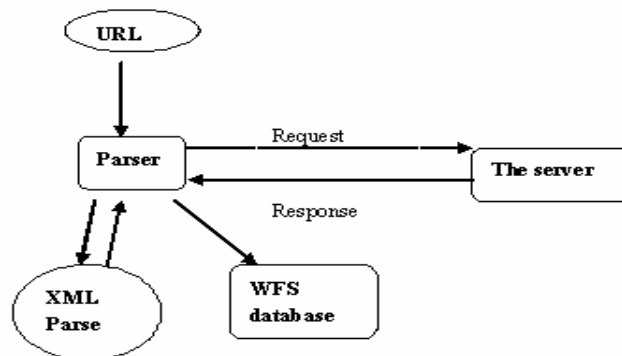 URL
Request
Parser
The server
Response
XML
Parse
WFS
database